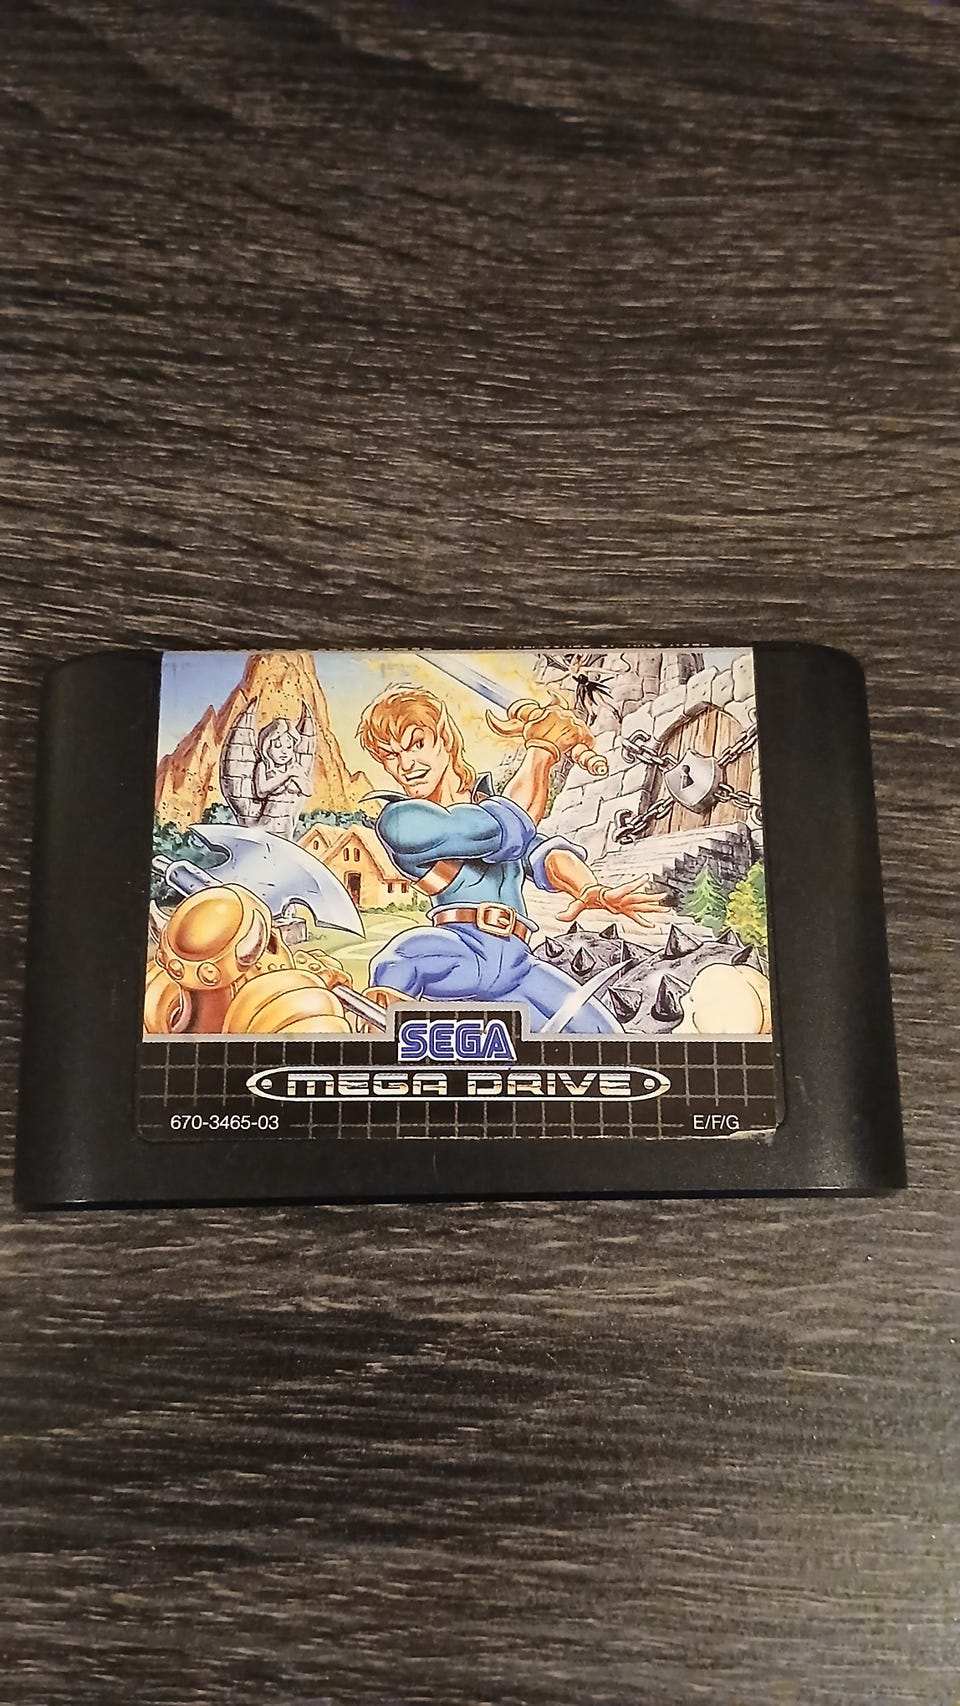 SEGA
MEGA DRIVE
670-3465-03 E/F/G